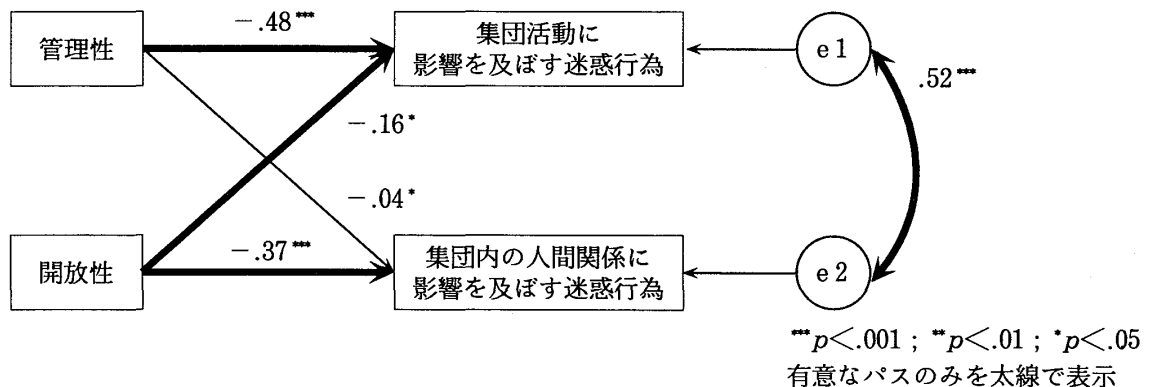 管理性
−.48***
集団活動に
影響を及ぼす迷惑行為
e1
.52***
−.16*
−.04*
開放性
−.37***
集団内の人間関係に
影響を及ぼす迷惑行為
e2
***p<.001 ; **p<.01 ; *p<.05
有意なパスのみを太線で表示